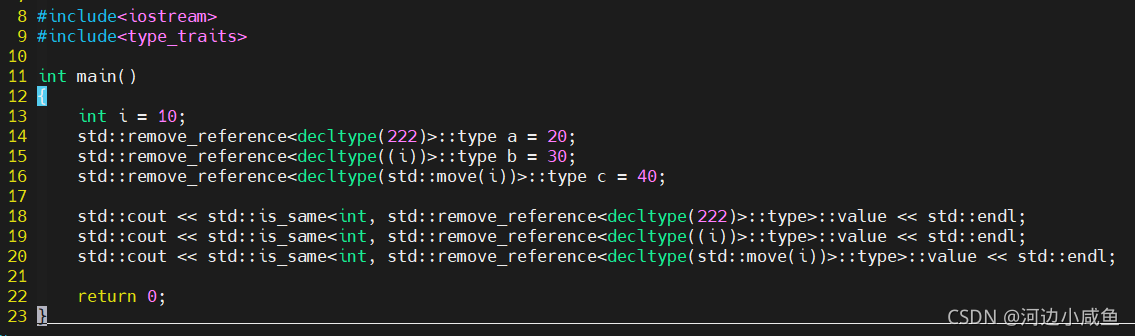 8 #include<iostream>
9 #include<type_traits>
10
11 int main()
12 {
13     int i = 10;
14     std::remove_reference<decltype(222)>::type a = 20;
15     std::remove_reference<decltype((i))>::type b = 30;
16     std::remove_reference<decltype(std::move(i))>::type c = 40;
17
18     std::cout << std::is_same<int, std::remove_reference<decltype(222)>::type>::value << std::endl;
19     std::cout << std::is_same<int, std::remove_reference<decltype((i))>::type>::value << std::endl;
20     std::cout << std::is_same<int, std::remove_reference<decltype(std::move(i))>::type>::value << std::endl;
21
22     return 0;
23 }
CSDN @河边小咸鱼